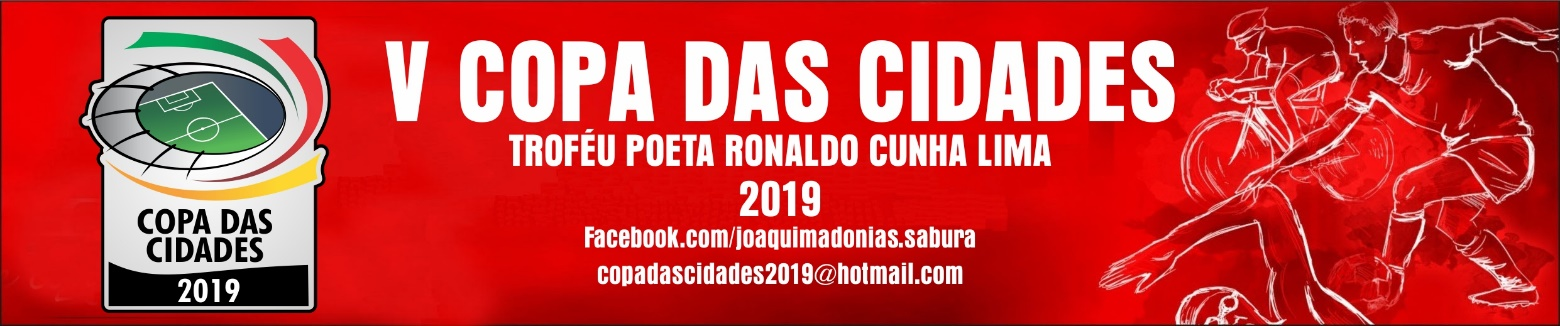 COPA DAS
CIDADES
2019
V COPA DAS CIDADES
TROFÉU POETA RONALDO CUNHA LIMA
2019
Facebook.com/joaquimadonias.sabura
copadascidades2019@hotmail.com